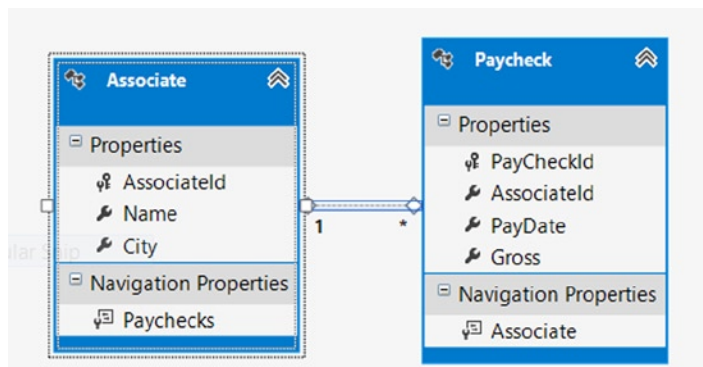 Associate
Properties
AssociateId
Name
City
Navigation Properties
Paychecks
1
*
Paycheck
Properties
PayCheckId
AssociateId
PayDate
Gross
Navigation Properties
Associate